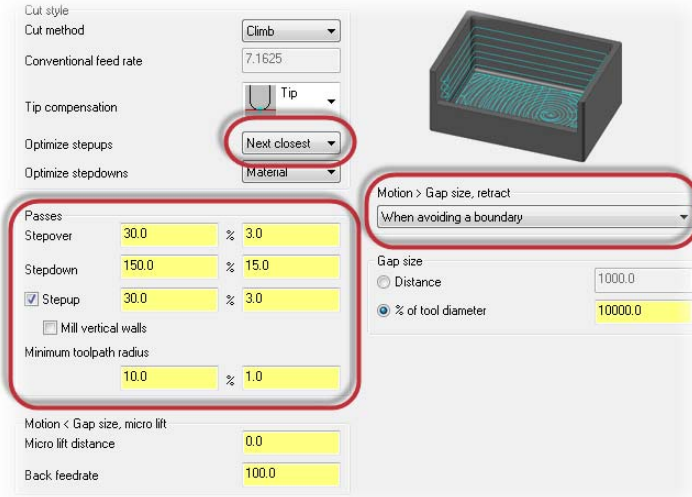 Cut style
Cut method Climb
Conventional feed rate 7.1625
Tip compensation Tip
Optimize stepups Next closest
Optimize stepdowns Material
Passes
Stepover 30.0 % 3.0
Stepdown 150.0 % 15.0
Stepup 30.0 % 3.0
Mill vertical walls
Minimum toolpath radius
10.0 % 1.0
Motion < Gap size, micro lift
Micro lift distance 0.0
Back feedrate 100.0
Motion > Gap size, retract
When avoiding a boundary
Gap size
Distance 1000.0
% of tool diameter 10000.0